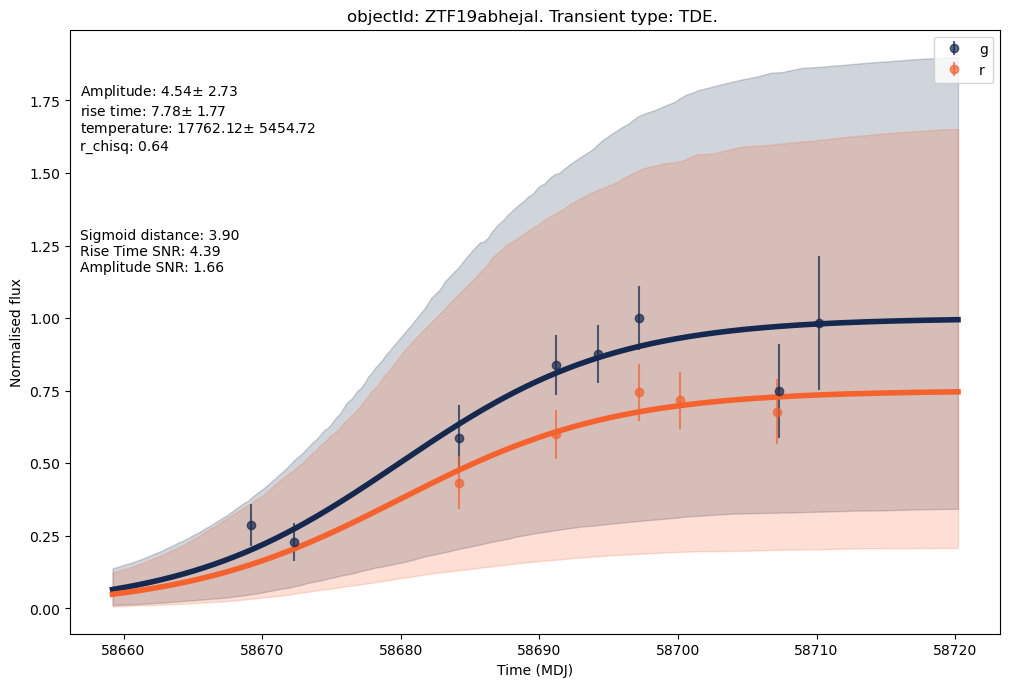 objectId: ZTF19abhejal. Transient type: TDE.
g
r
Amplitude: 4.54± 2.73
rise time: 7.78± 1.77
temperature: 17762.12± 5454.72
r_chisq: 0.64
Sigmoid distance: 3.90
Rise Time SNR: 4.39
Amplitude SNR: 1.66
Normalised flux
1.75
1.50
1.25
1.00
0.75
0.50
0.25
0.00
58660 58670 58680 58690 58700 58710 58720
Time (MDJ)